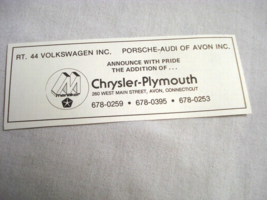 RT. 44 VOLKSWAGEN INC. PORSCHE-AUDI OF AVON INC.
ANNOUNCE WITH PRIDE
THE ADDITION OF...
44
Chrysler-Plymouth
260 WEST MAIN STREET, AVON, CONNECTICUT
678-0259 • 678-0395 • 678-0253